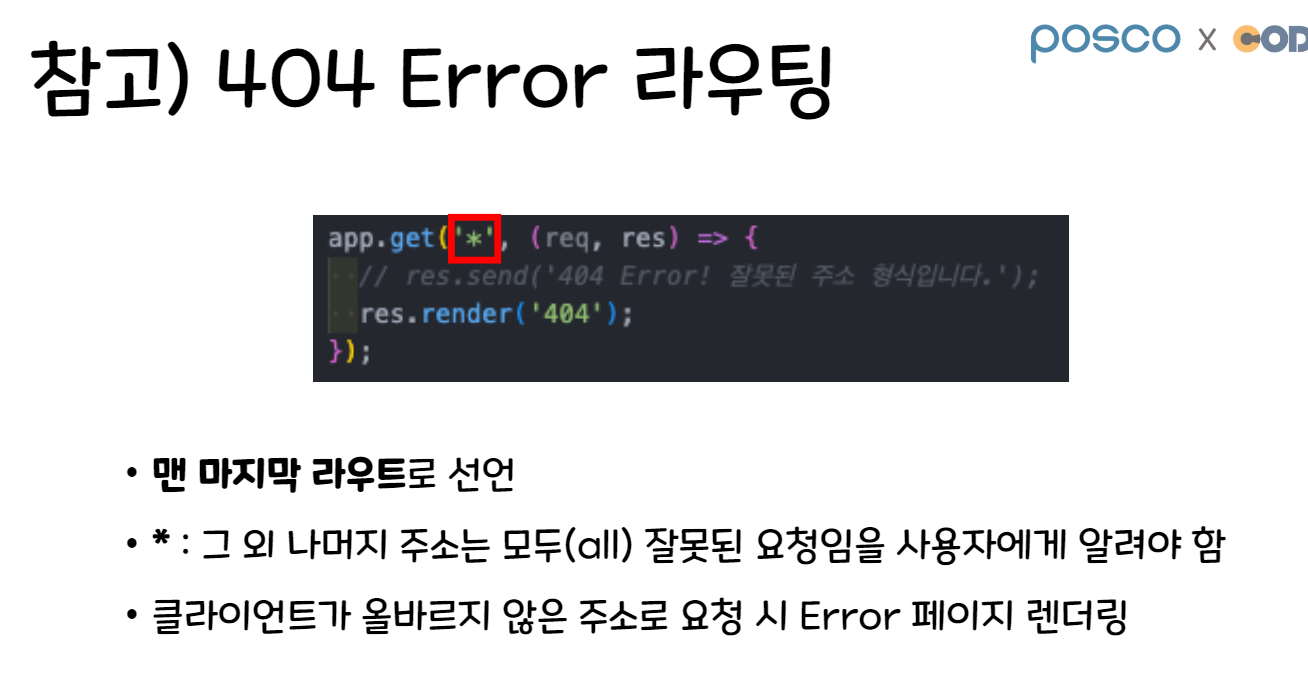 참고) 404 Error 라우팅
posco x COD
app.get('*', (req, res) => {
// res.send('404 Error! 잘못된 주소 형식입니다.');
res.render('404');
});
• 맨 마지막 라우트로 선언
• * : 그 외 나머지 주소는 모두(all) 잘못된 요청임을 사용자에게 알려야 함
• 클라이언트가 올바르지 않은 주소로 요청 시 Error 페이지 렌더링